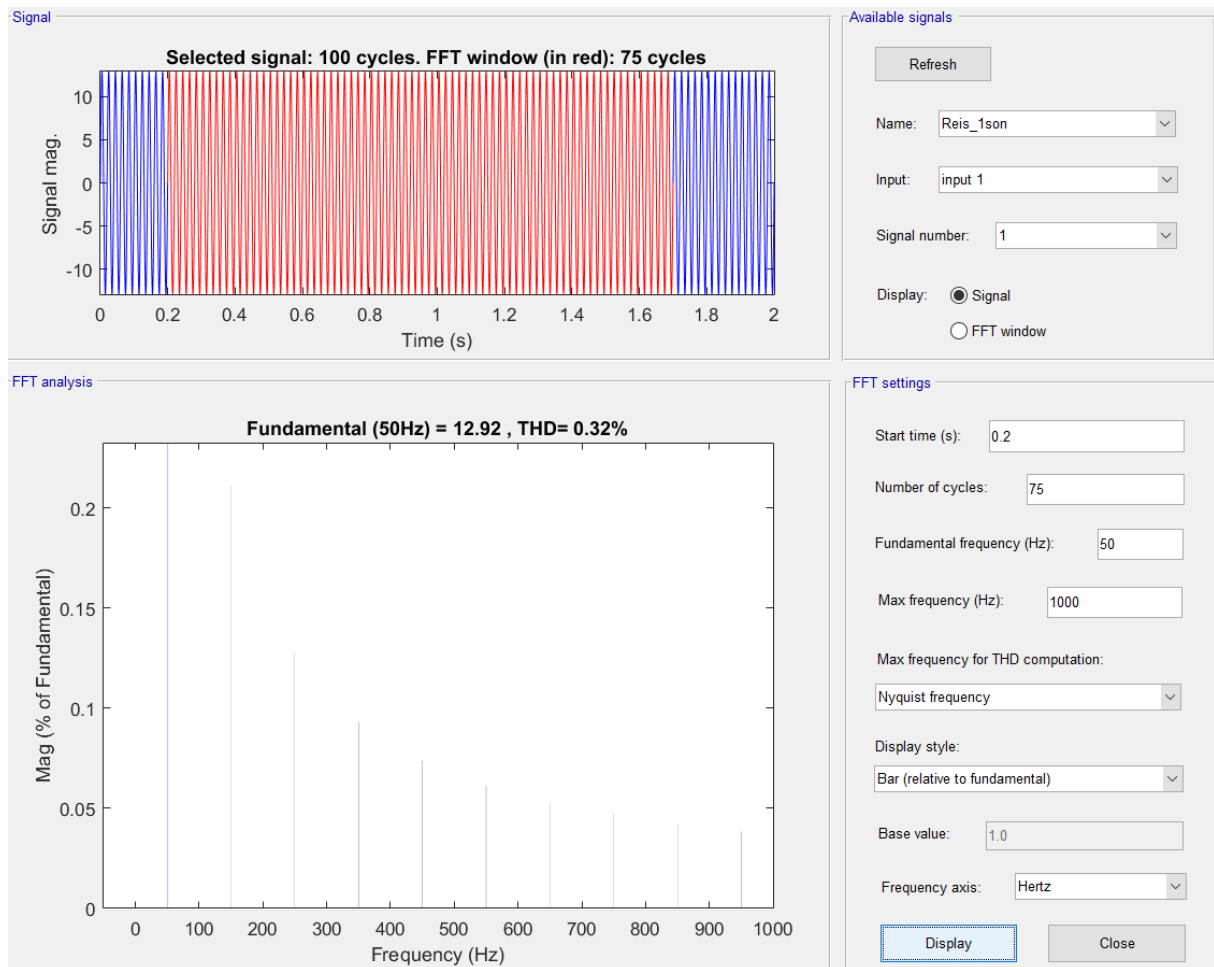 Signal
Selected signal: 100 cycles. FFT window (in red): 75 cycles
10
5
0
-5
-10
Signal mag.
0 0.2 0.4 0.6 0.8 1 1.2 1.4 1.6 1.8 2
Time (s)
Available signals
Refresh
Name: Reis_1son
Input: input 1
Signal number: 1
Display: Signal
FFT window
FFT analysis
Fundamental (50Hz) = 12.92 , THD= 0.32%
0.2
0.15
0.1
0.05
0
Mag (% of Fundamental)
0 100 200 300 400 500 600 700 800 900 1000
Frequency (Hz)
FFT settings
Start time (s): 0.2
Number of cycles: 75
Fundamental frequency (Hz): 50
Max frequency (Hz): 1000
Max frequency for THD computation:
Nyquist frequency
Display style:
Bar (relative to fundamental)
Base value: 1.0
Frequency axis: Hertz
Display Close